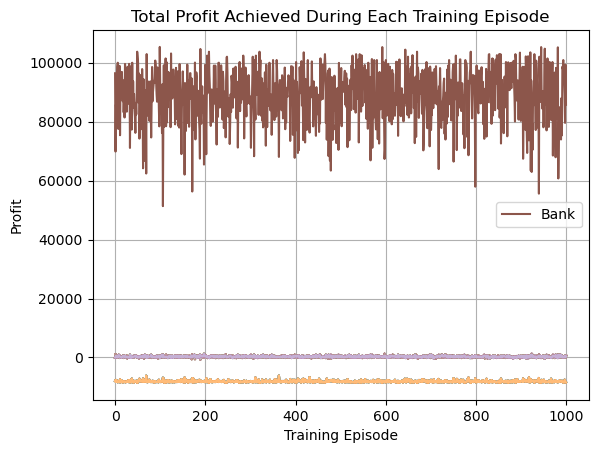 Total Profit Achieved During Each Training Episode
100000
80000
60000
40000
20000
0
Profit
Bank
0 200 400 600 800 1000
Training Episode